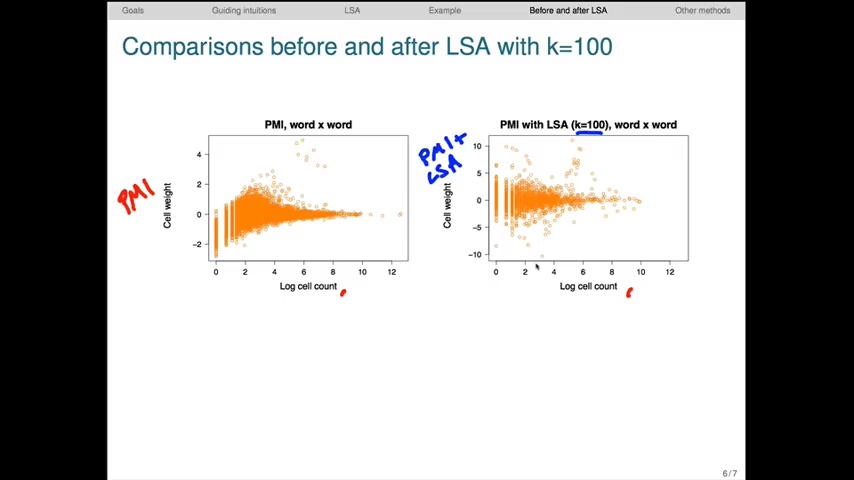 Goals Guiding intuitions LSA Example Before and after LSA Other methods
Comparisons before and after LSA with k=100
PMI, word x word
4
2
0
−2
Cell weight
0 2 4 6 8 10 12
Log cell count
PMI
PMI with LSA (k=100), word x word
10
5
0
−5
−10
Cell weight
0 2 4 6 8 10 12
Log cell count
PMI+
LSA
6 / 7